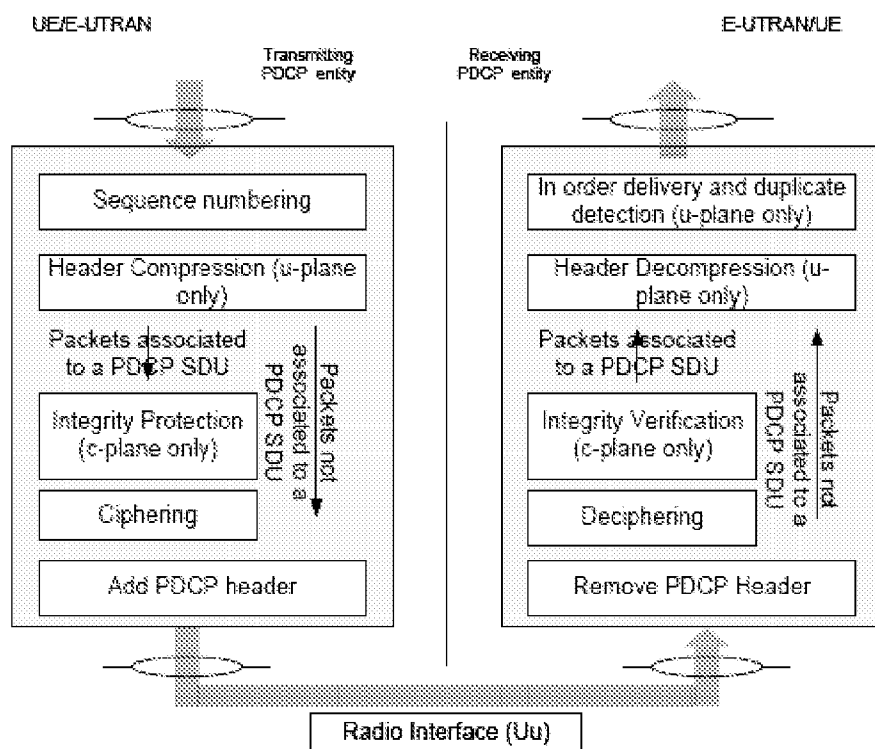 UE/E-UTRAN
E-UTRAN/UE
Transmitting
PDCP entity
Receiving
PDCP entity
Sequence numbering
Header Compression (u-plane
only)
Packets associated
to a PDCP SDU
Packets not
associated to a
PDCP SDU
Integrity Protection
(c-plane only)
Ciphering
Add PDCP header
In order delivery and duplicate
detection (u-plane only)
Header Decompression (u-
plane only)
Packets associated
to a PDCP SDU
Packets not
associated to a
PDCP SDU
Integrity Verification
(c-plane only)
Deciphering
Remove PDCP Header
Radio Interface (Uu)